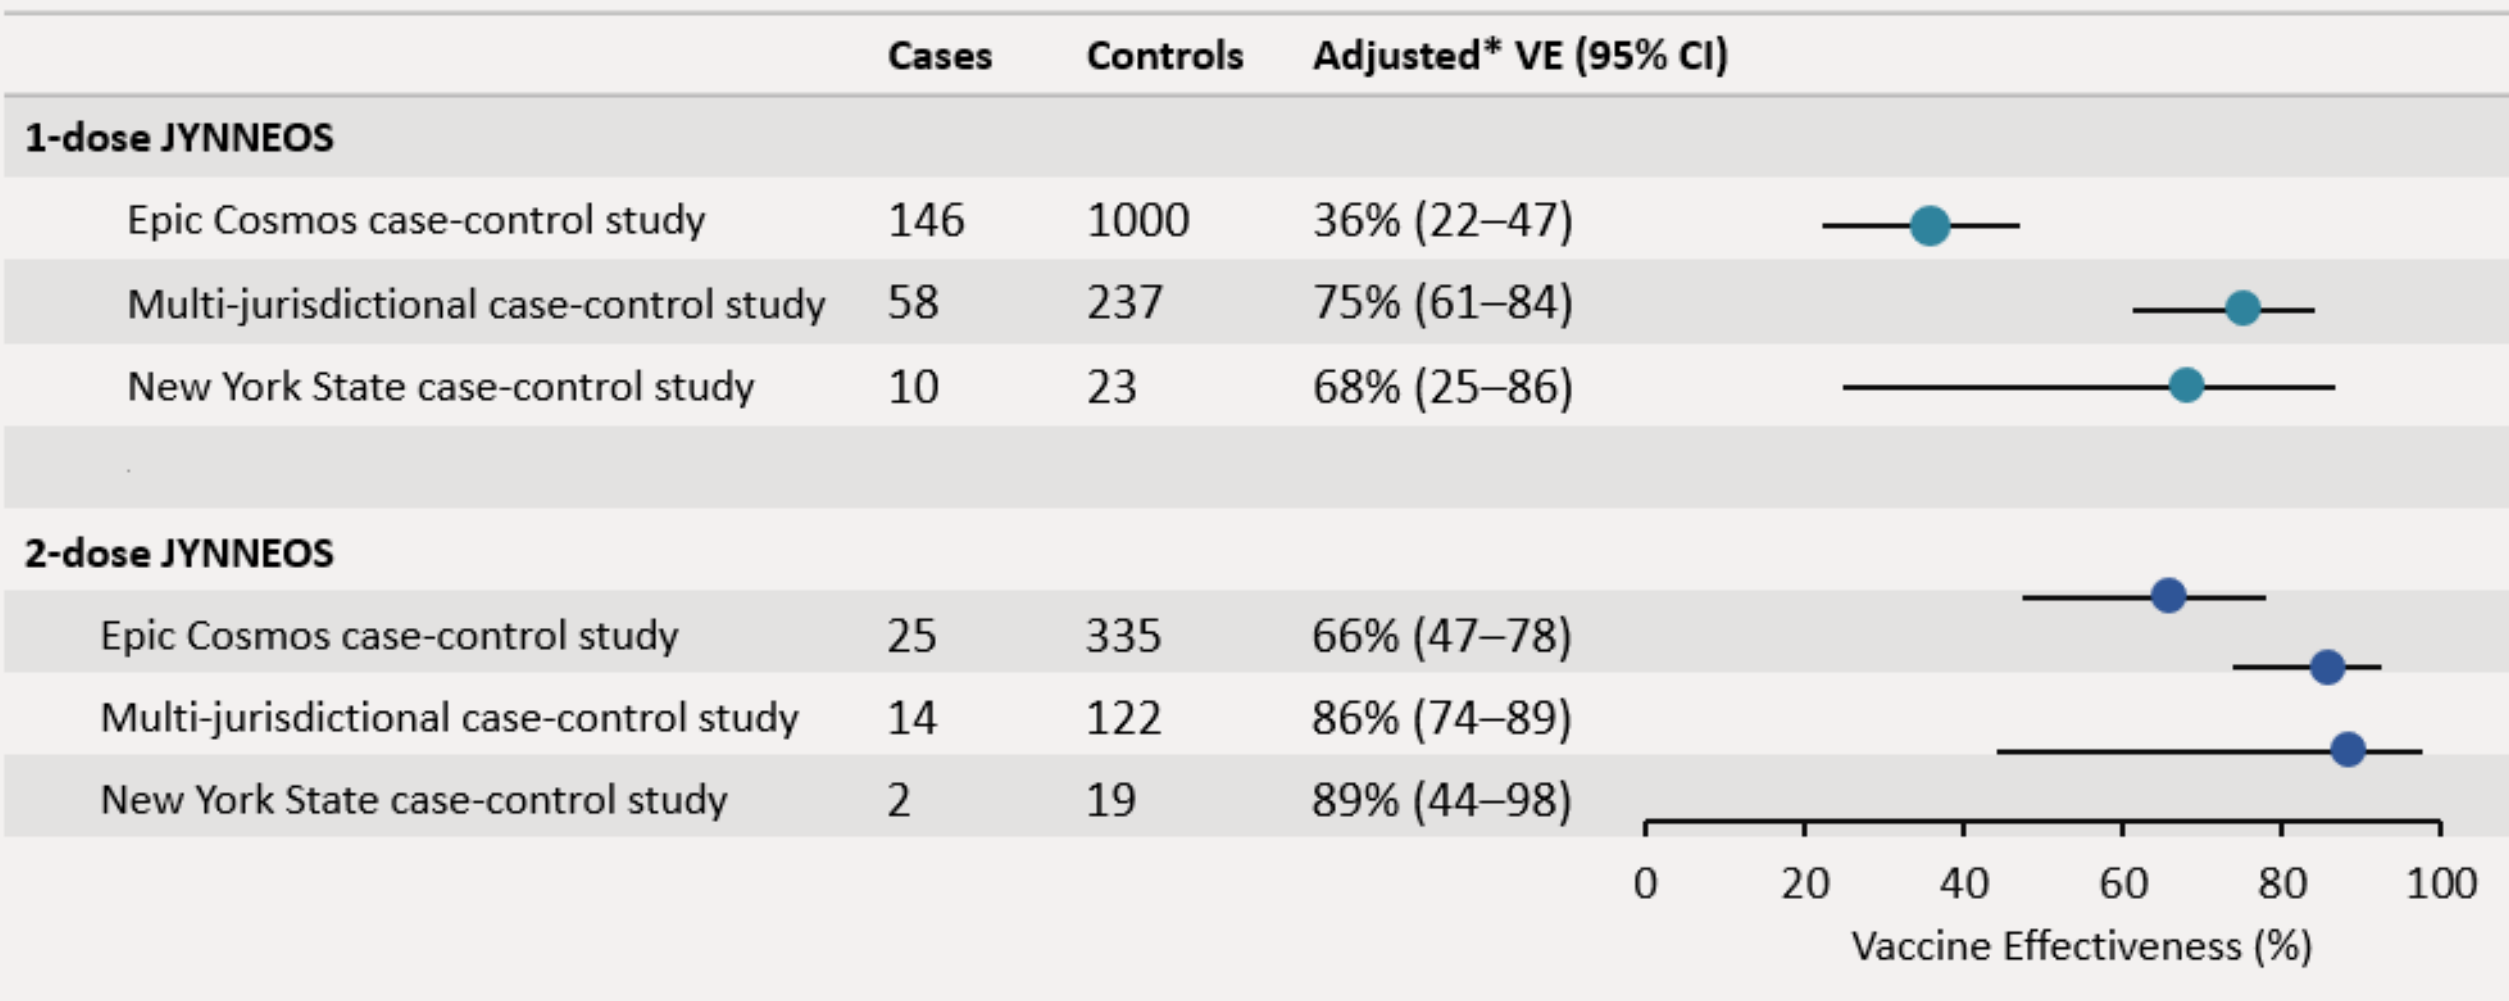 Cases Controls Adjusted* VE (95% CI)
1-dose JYNNEOS
Epic Cosmos case-control study 146 1000 36% (22–47)
Multi-jurisdictional case-control study 58 237 75% (61–84)
New York State case-control study 10 23 68% (25–86)
.
2-dose JYNNEOS
Epic Cosmos case-control study 25 335 66% (47–78)
Multi-jurisdictional case-control study 14 122 86% (74–89)
New York State case-control study 2 19 89% (44–98)
0 20 40 60 80 100
Vaccine Effectiveness (%)